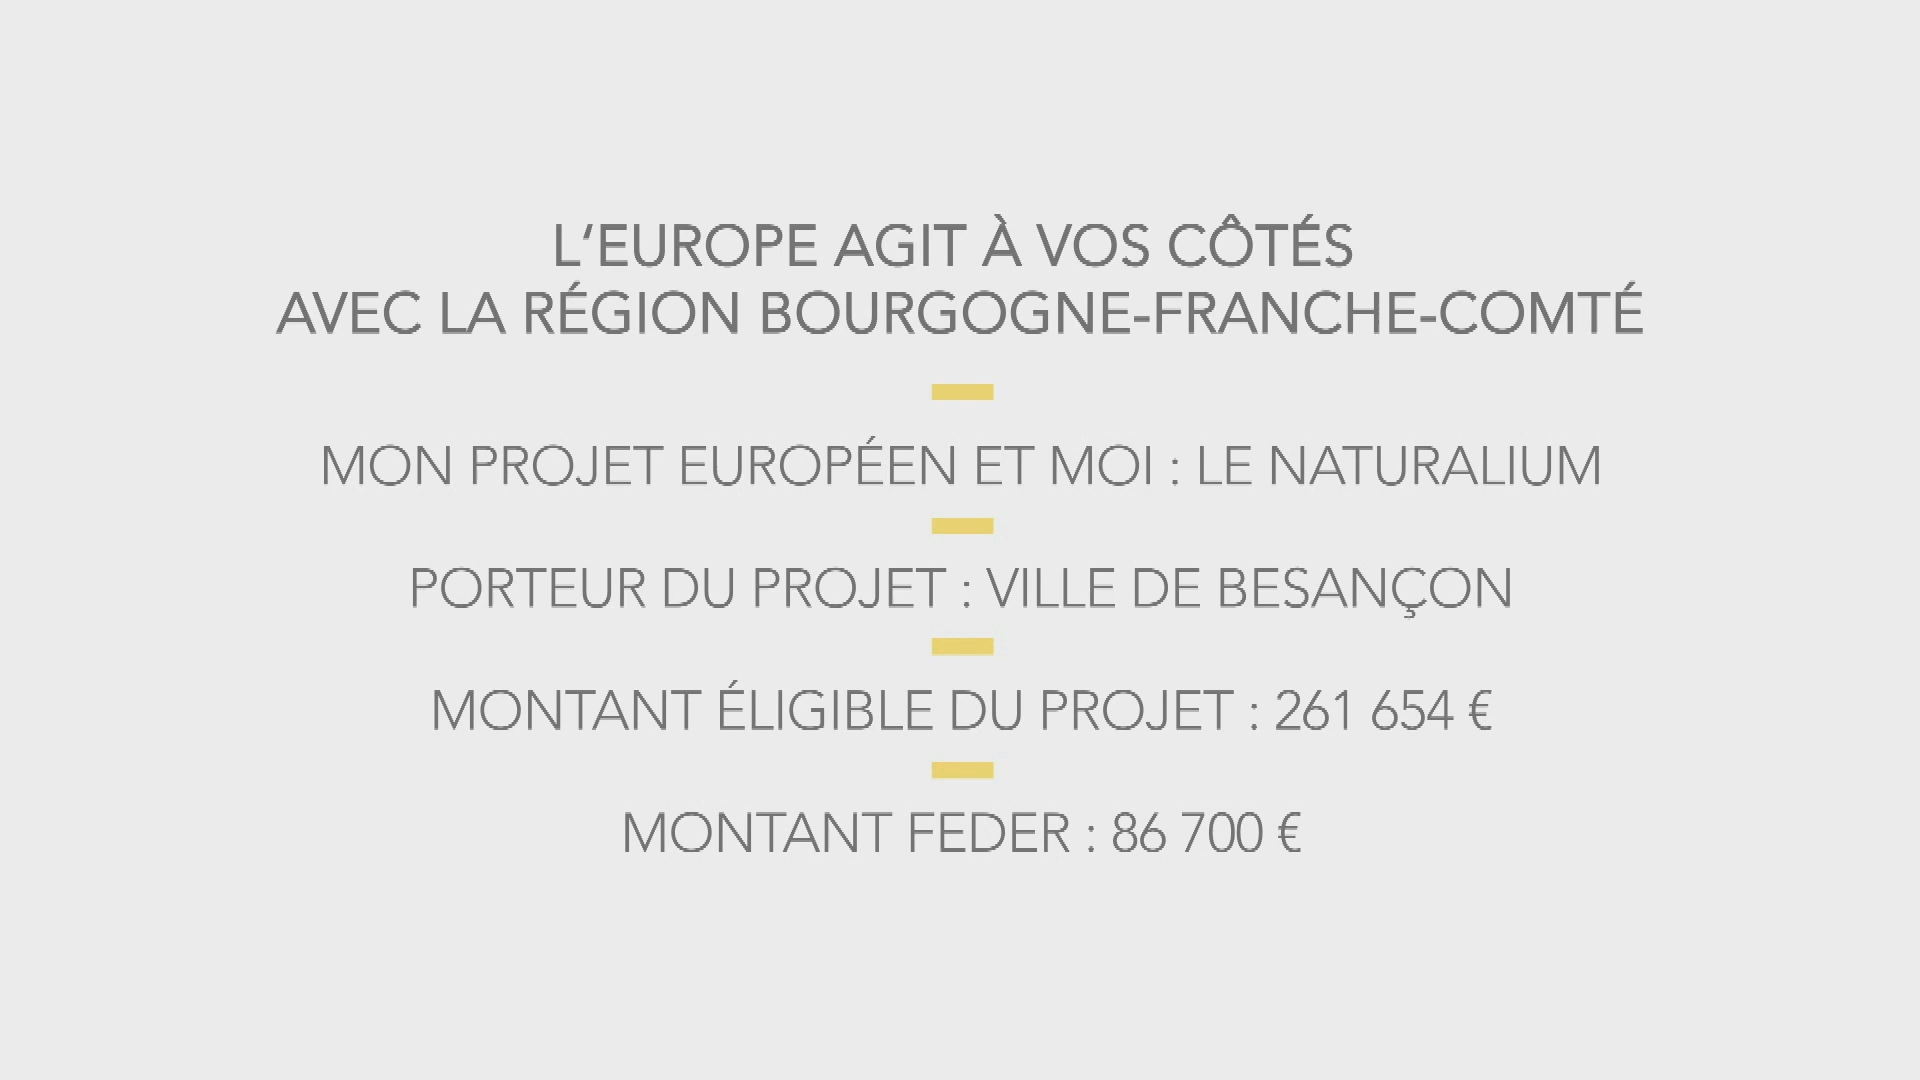 L‘EUROPE AGIT À VOS CÔTÉS
AVEC LA RÉGION BOURGOGNE-FRANCHE-COMTÉ
MON PROJET EUROPÉEN ET MOI : LE NATURALIUM
PORTEUR DU PROJET : VILLE DE BESANÇON
MONTANT ÉLIGIBLE DU PROJET : 261 654 €
MONTANT FEDER : 86 700 €